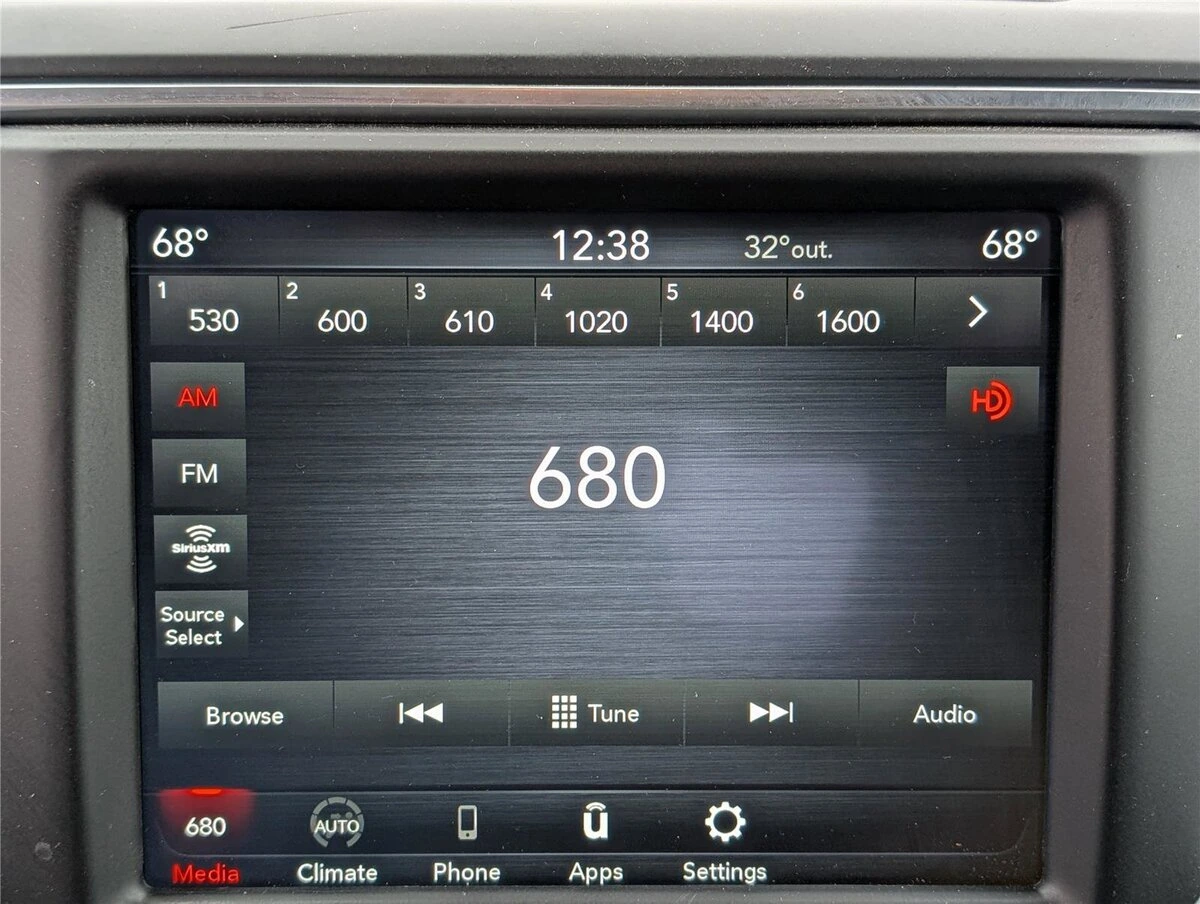 68° 12:38 32°out. 68°
1 2 3 4 5 6
530 600 610 1020 1400 1600
AM HD
680
FM
SiriusXM
Source
Select
Browse Tune Audio
680 AUTO u
Media Climate Phone Apps Settings